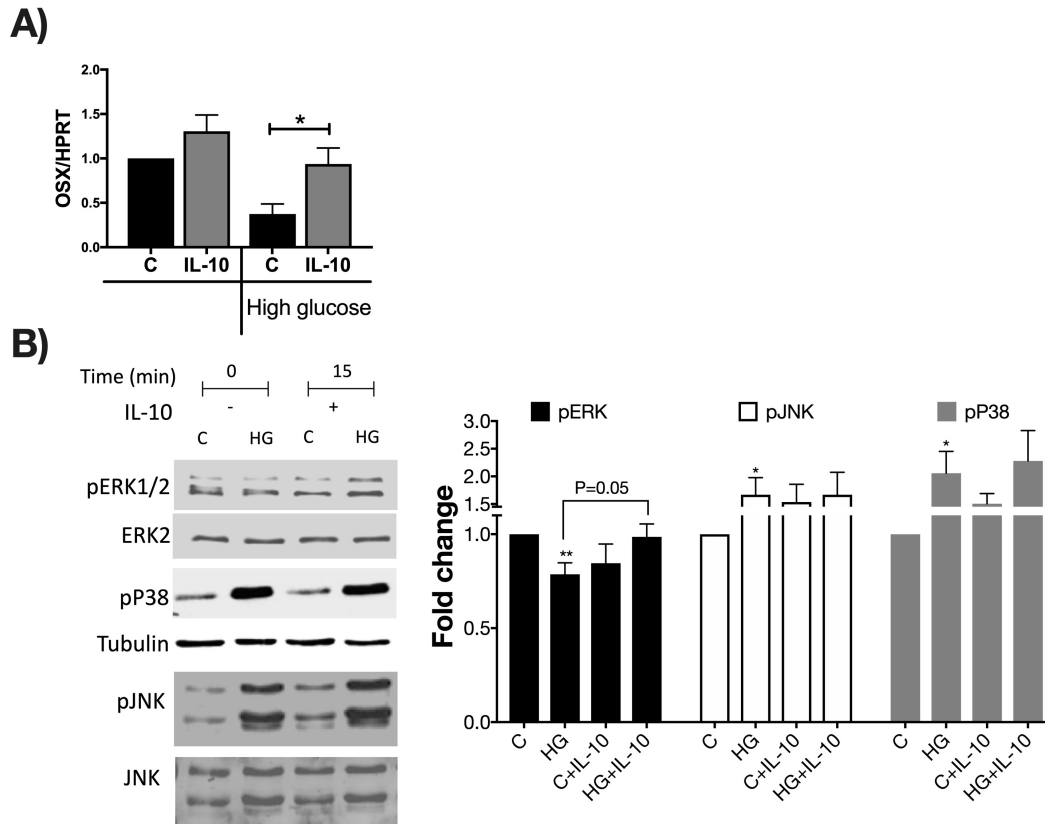 A)
OSX/HPRT
2.0
1.5
1.0
0.5
0.0
*
C IL-10 C IL-10
High glucose
B)
Time (min) 0 15
IL-10 - +
C HG C HG
pERK1/2
ERK2
pP38
Tubulin
pJNK
JNK
pERK pJNK pP38
Fold change
3.0
2.5
2.0
1.5
1.0
0.5
0.0
P=0.05
**
*
*
C HG C+IL-10 HG+IL-10 C HG C+IL-10 HG+IL-10 C HG C+IL-10 HG+IL-10